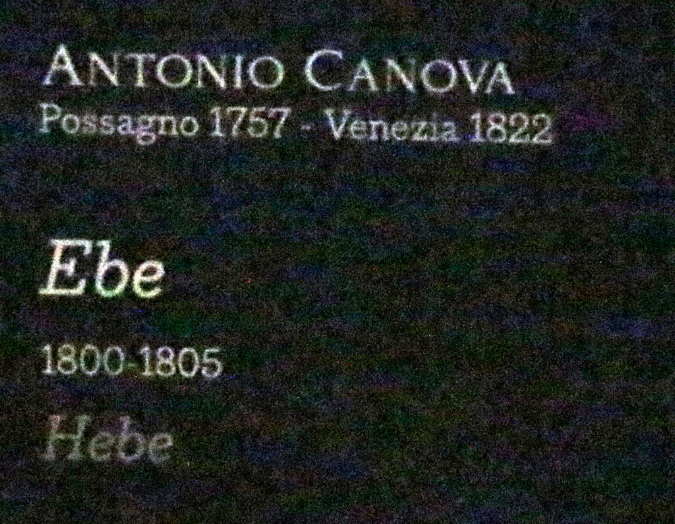 ANTONIO CANOVA
Possagno 1757 - Venezia 1822
Ebe
1800-1805
Hebe